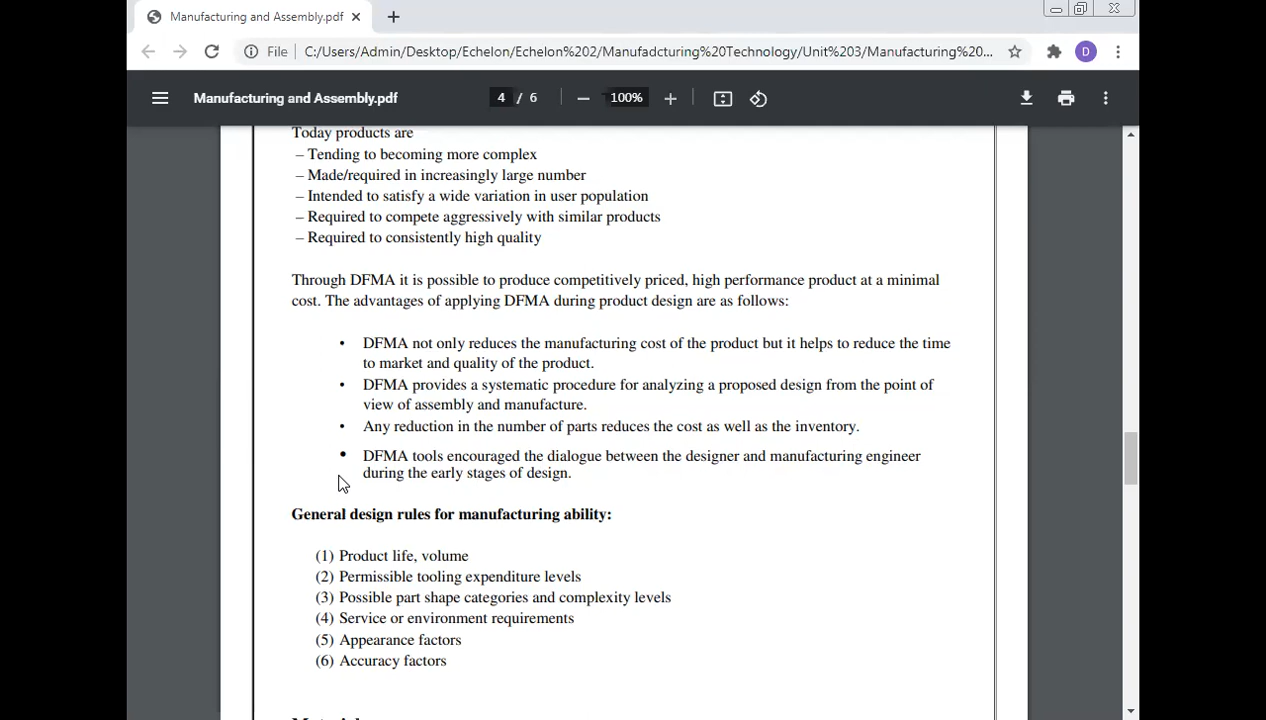 Manufacturing and Assembly.pdf
File C:/Users/Admin/Desktop/Echelon/Echelon%202/Manufadcturing%20Technology/Unit%203/Manufacturing%20...
D
Manufacturing and Assembly.pdf 4 / 6 100%
Today products are
– Tending to becoming more complex
– Made/required in increasingly large number
– Intended to satisfy a wide variation in user population
– Required to compete aggressively with similar products
– Required to consistently high quality
Through DFMA it is possible to produce competitively priced, high performance product at a minimal
cost. The advantages of applying DFMA during product design are as follows:
• DFMA not only reduces the manufacturing cost of the product but it helps to reduce the time
to market and quality of the product.
• DFMA provides a systematic procedure for analyzing a proposed design from the point of
view of assembly and manufacture.
• Any reduction in the number of parts reduces the cost as well as the inventory.
• DFMA tools encouraged the dialogue between the designer and manufacturing engineer
during the early stages of design.
General design rules for manufacturing ability:
(1) Product life, volume
(2) Permissible tooling expenditure levels
(3) Possible part shape categories and complexity levels
(4) Service or environment requirements
(5) Appearance factors
(6) Accuracy factors